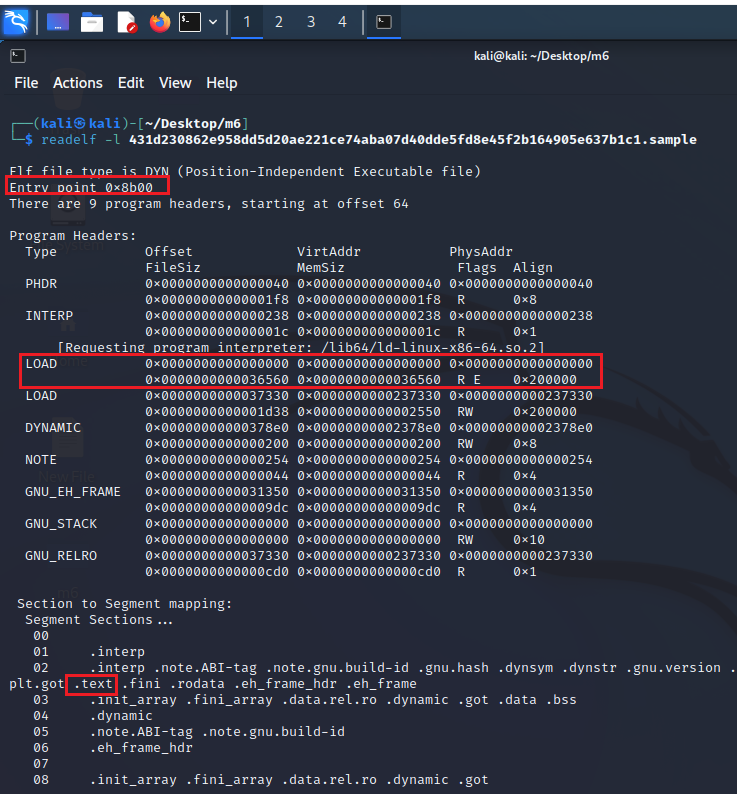 1 2 3 4
kali@kali: ~/Desktop/m6
File Actions Edit View Help
┌──(kali㉿kali)-[~/Desktop/m6]
└─$ readelf -l 431d230862e958dd5d20ae221ce74aba07d40dde5fd8e45f2b164905e637b1c1.sample
Elf file type is DYN (Position-Independent Executable file)
Entry point 0x8b00
There are 9 program headers, starting at offset 64
Program Headers:
Type Offset VirtAddr PhysAddr
FileSiz MemSiz Flags Align
PHDR 0x0000000000000040 0x0000000000000040 0x0000000000000040
0x00000000000001f8 0x00000000000001f8 R 0x8
INTERP 0x0000000000000238 0x0000000000000238 0x0000000000000238
0x000000000000001c 0x000000000000001c R 0x1
[Requesting program interpreter: /lib64/ld-linux-x86-64.so.2]
LOAD 0x0000000000000000 0x0000000000000000 0x0000000000000000
0x0000000000036560 0x0000000000036560 R E 0x200000
LOAD 0x0000000000037330 0x0000000000237330 0x0000000000237330
0x0000000000001d38 0x0000000000002550 RW 0x200000
DYNAMIC 0x00000000000378e0 0x00000000002378e0 0x00000000002378e0
0x0000000000000200 0x0000000000000200 RW 0x8
NOTE 0x0000000000000254 0x0000000000000254 0x0000000000000254
0x0000000000000044 0x0000000000000044 R 0x4
GNU_EH_FRAME 0x0000000000031350 0x0000000000031350 0x0000000000031350
0x00000000000009dc 0x00000000000009dc R 0x4
GNU_STACK 0x0000000000000000 0x0000000000000000 0x0000000000000000
0x0000000000000000 0x0000000000000000 RW 0x10
GNU_RELRO 0x0000000000037330 0x0000000000237330 0x0000000000237330
0x0000000000000cd0 0x0000000000000cd0 R 0x1
Section to Segment mapping:
Segment Sections...
00
01 .interp
02 .interp .note.ABI-tag .note.gnu.build-id .gnu.hash .dynsym .dynstr .gnu.version .
plt.got .text .fini .rodata .eh_frame_hdr .eh_frame
03 .init_array .fini_array .data.rel.ro .dynamic .got .data .bss
04 .dynamic
05 .note.ABI-tag .note.gnu.build-id
06 .eh_frame_hdr
07
08 .init_array .fini_array .data.rel.ro .dynamic .got